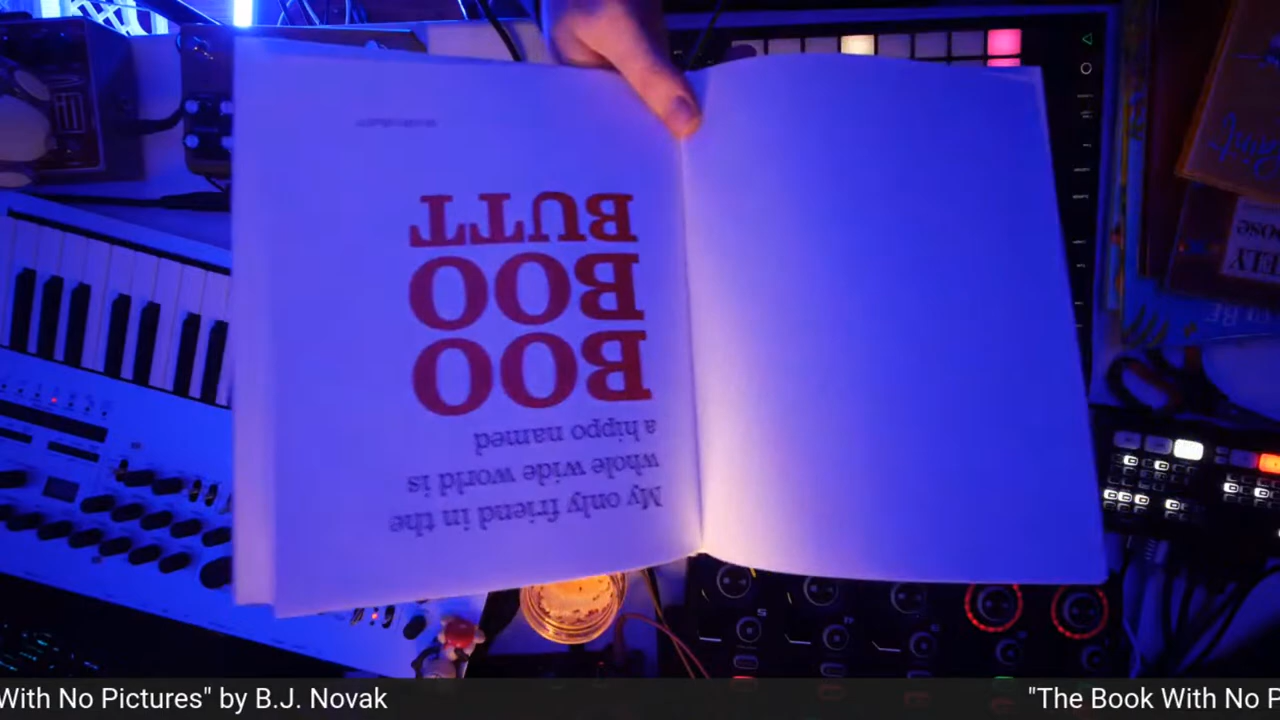 My only friend in the
whole wide world is
a hippo named
BOO
BOO
BUTT
With No Pictures" by B.J. Novak
"The Book With No P